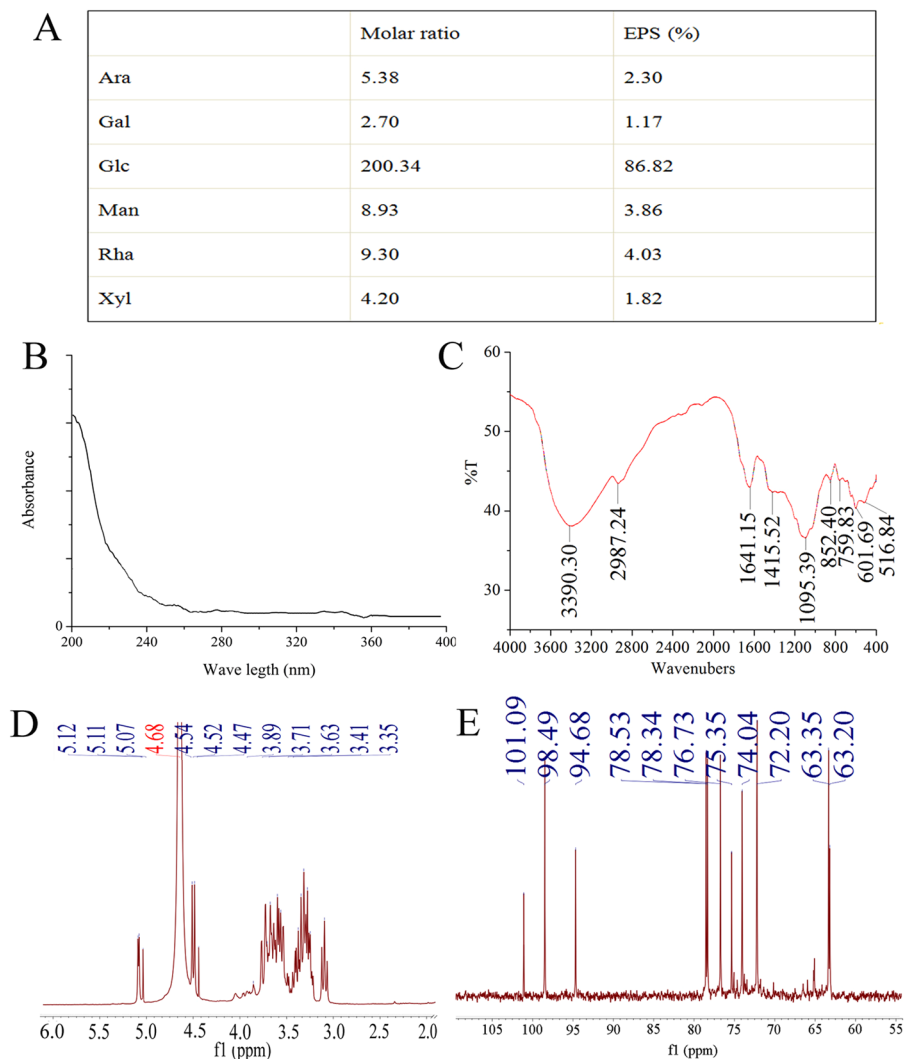 A
Molar ratio EPS (%)
Ara 5.38 2.30
Gal 2.70 1.17
Glc 200.34 86.82
Man 8.93 3.86
Rha 9.30 4.03
Xyl 4.20 1.82
B
Absorbance
0
200 240 280 320 360 400
Wave legth (nm)
C
%T
60
50
40
30
3390.30
2987.24
1641.15
1415.52
1095.39
852.40
759.83
601.69
516.84
4000 3600 2800 2000 1600 1200 800 400
Wavenubers
D
5.12
5.11
5.07
4.68
4.54
4.52
4.47
3.89
3.71
3.63
3.41
3.35
6.0 5.5 5.0 4.5 4.0 3.5 3.0 2.5 2.0
f1 (ppm)
E
101.09
98.49
94.68
78.53
78.34
76.73
75.35
74.04
72.20
63.35
63.20
105 100 95 90 85 80 75 70 65 60 55
f1 (ppm)